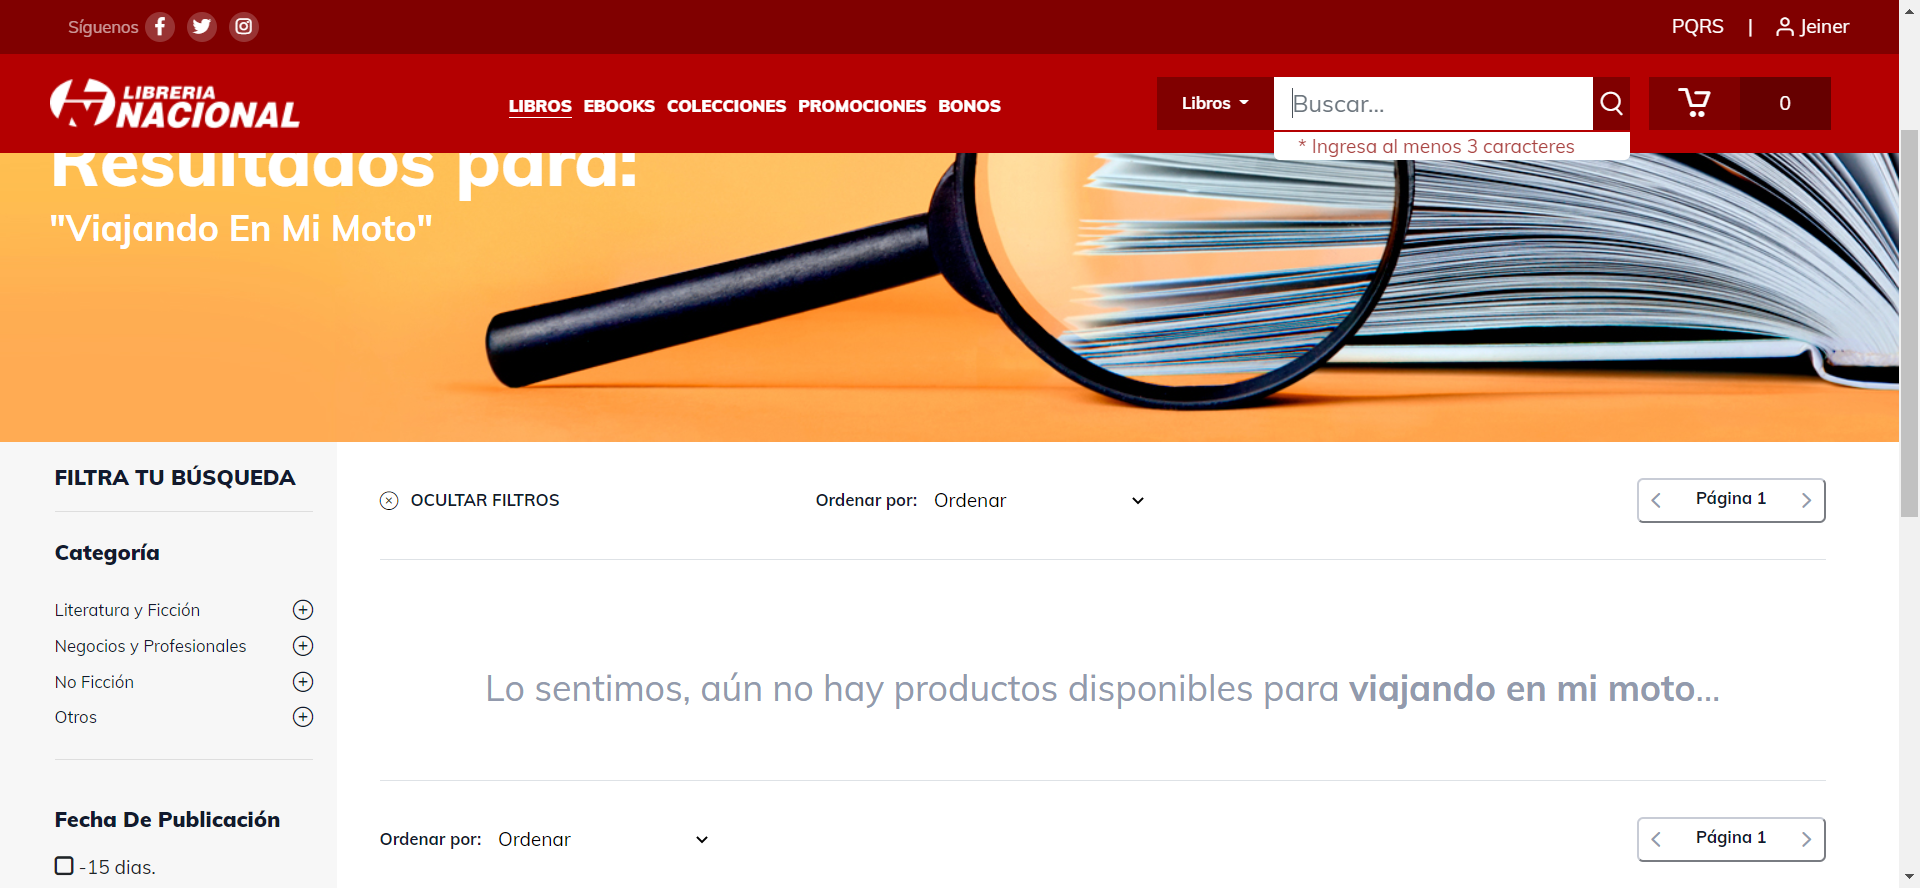 Síguenos
PQRS | Jeiner
LIBRERIA
NACIONAL
LIBROS EBOOKS COLECCIONES PROMOCIONES BONOS
Libros
Buscar...
0
* Ingresa al menos 3 caracteres
Resultados para:
"Viajando En Mi Moto"
FILTRA TU BÚSQUEDA
Categoría
Literatura y Ficción
Negocios y Profesionales
No Ficción
Otros
Fecha De Publicación
-15 dias.
OCULTAR FILTROS
Ordenar por: Ordenar
Página 1
Lo sentimos, aún no hay productos disponibles para viajando en mi moto...
Ordenar por: Ordenar
Página 1